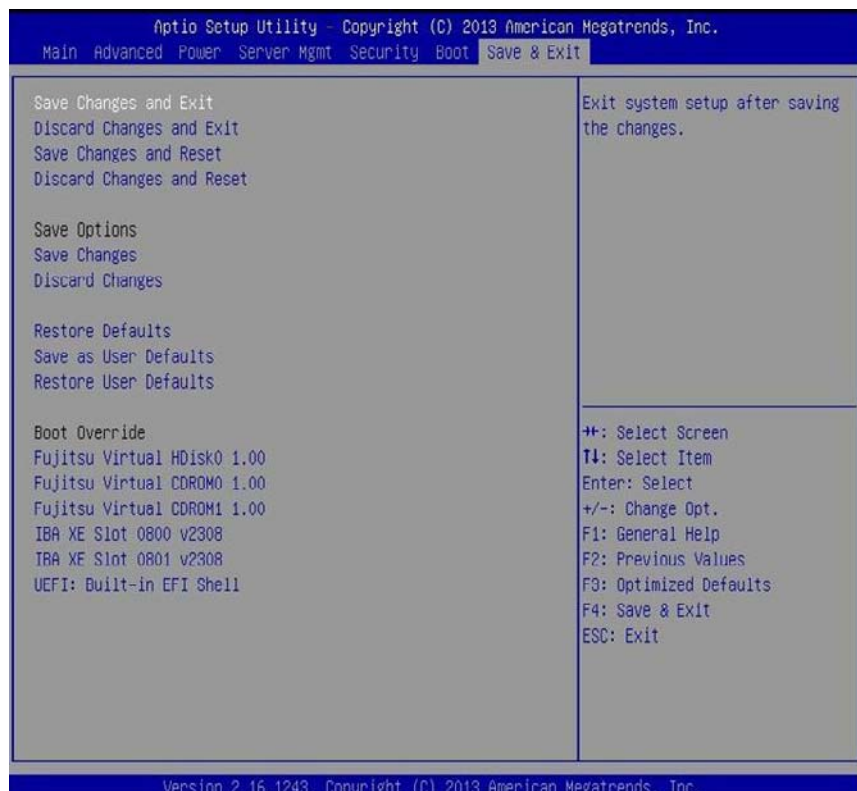 Aptio Setup Utility - Copyright (C) 2013 American Megatrends, Inc.
Main Advanced Power Server Mgmt Security Boot Save & Exit
Save Changes and Exit
Discard Changes and Exit
Save Changes and Reset
Discard Changes and Reset
Save Options
Save Changes
Discard Changes
Restore Defaults
Save as User Defaults
Restore User Defaults
Boot Override
Fujitsu Virtual HDisk0 1.00
Fujitsu Virtual CDROM0 1.00
Fujitsu Virtual CDROM1 1.00
IBA XE Slot 0800 v2308
IBA XE Slot 0801 v2308
UEFI: Built-in EFI Shell
Exit system setup after saving
the changes.
→←: Select Screen
↑↓: Select Item
Enter: Select
+/-: Change Opt.
F1: General Help
F2: Previous Values
F3: Optimized Defaults
F4: Save & Exit
ESC: Exit
Version 2.16.1243. Copyright (C) 2013 American Megatrends, Inc.